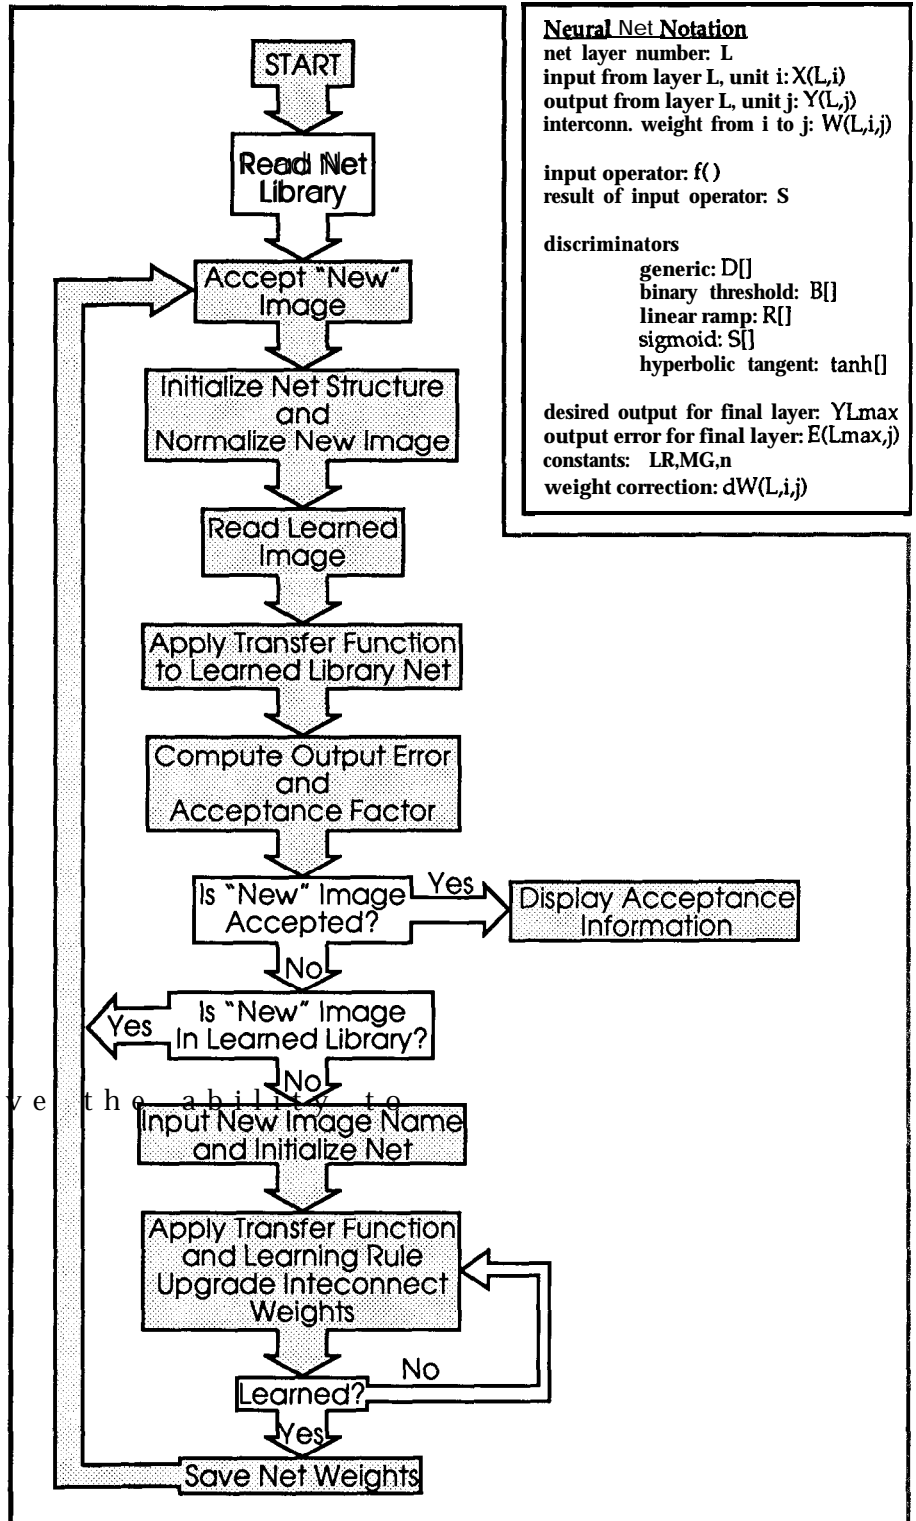 START
Read Net
Library
Accept "New"
Image
Initialize Net Structure
and
Normalize New Image
Read Learned
Image
Apply Transfer Function
to Learned Library Net
Compute Output Error
and
Acceptance Factor
Is "New" Image
Accepted?
Yes
Display Acceptance
Information
No
Is "New" Image
In Learned Library?
Yes
No
ve the ability to
Input New Image Name
and Initialize Net
Apply Transfer Function
and Learning Rule
Upgrade Inteconnect
Weights
Learned?
No
Yes
Save Net Weights
Neural Net Notation
net layer number: L
input from layer L, unit i: X(L,i)
output from layer L, unit j: Y(L,j)
interconn. weight from i to j: W(L,i,j)
input operator: f()
result of input operator: S
discriminators
generic: D[]
binary threshold: B[]
linear ramp: R[]
sigmoid: S[]
hyperbolic tangent: tanh[]
desired output for final layer: YLmax
output error for final layer: E(Lmax,j)
constants: LR,MG,n
weight correction: dW(L,i,j)